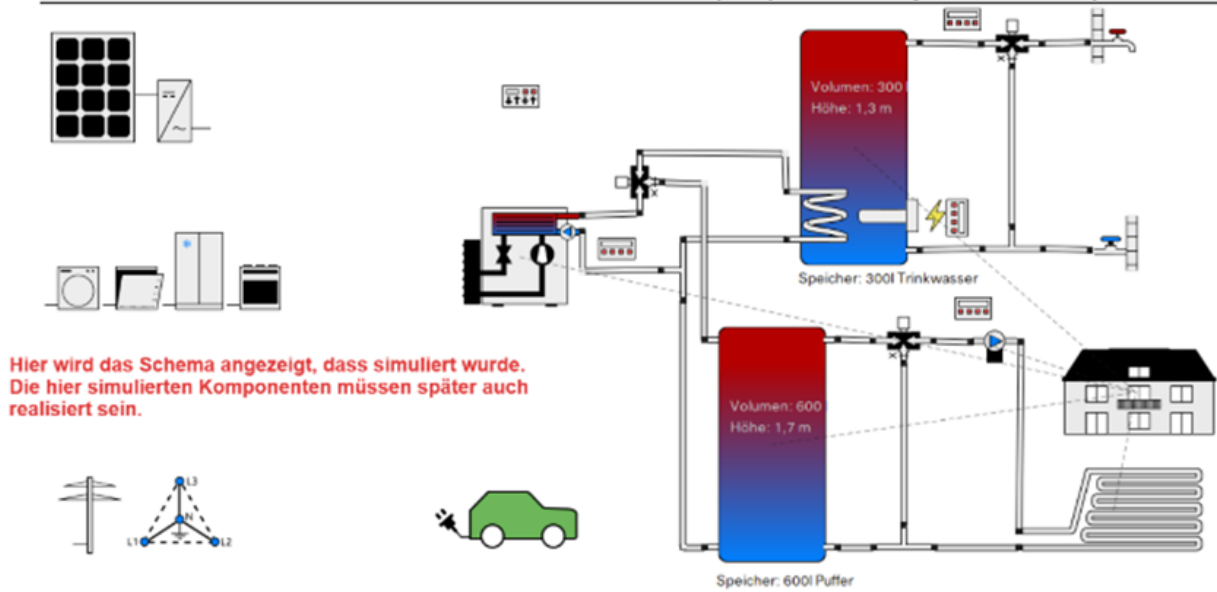 Volumen: 300 l
Höhe: 1,3 m
Speicher: 300l Trinkwasser
Hier wird das Schema angezeigt, dass simuliert wurde.
Die hier simulierten Komponenten müssen später auch
realisiert sein.
Volumen: 600
Höhe: 1,7 m
L3
N
L1
L2
Speicher: 600l Puffer